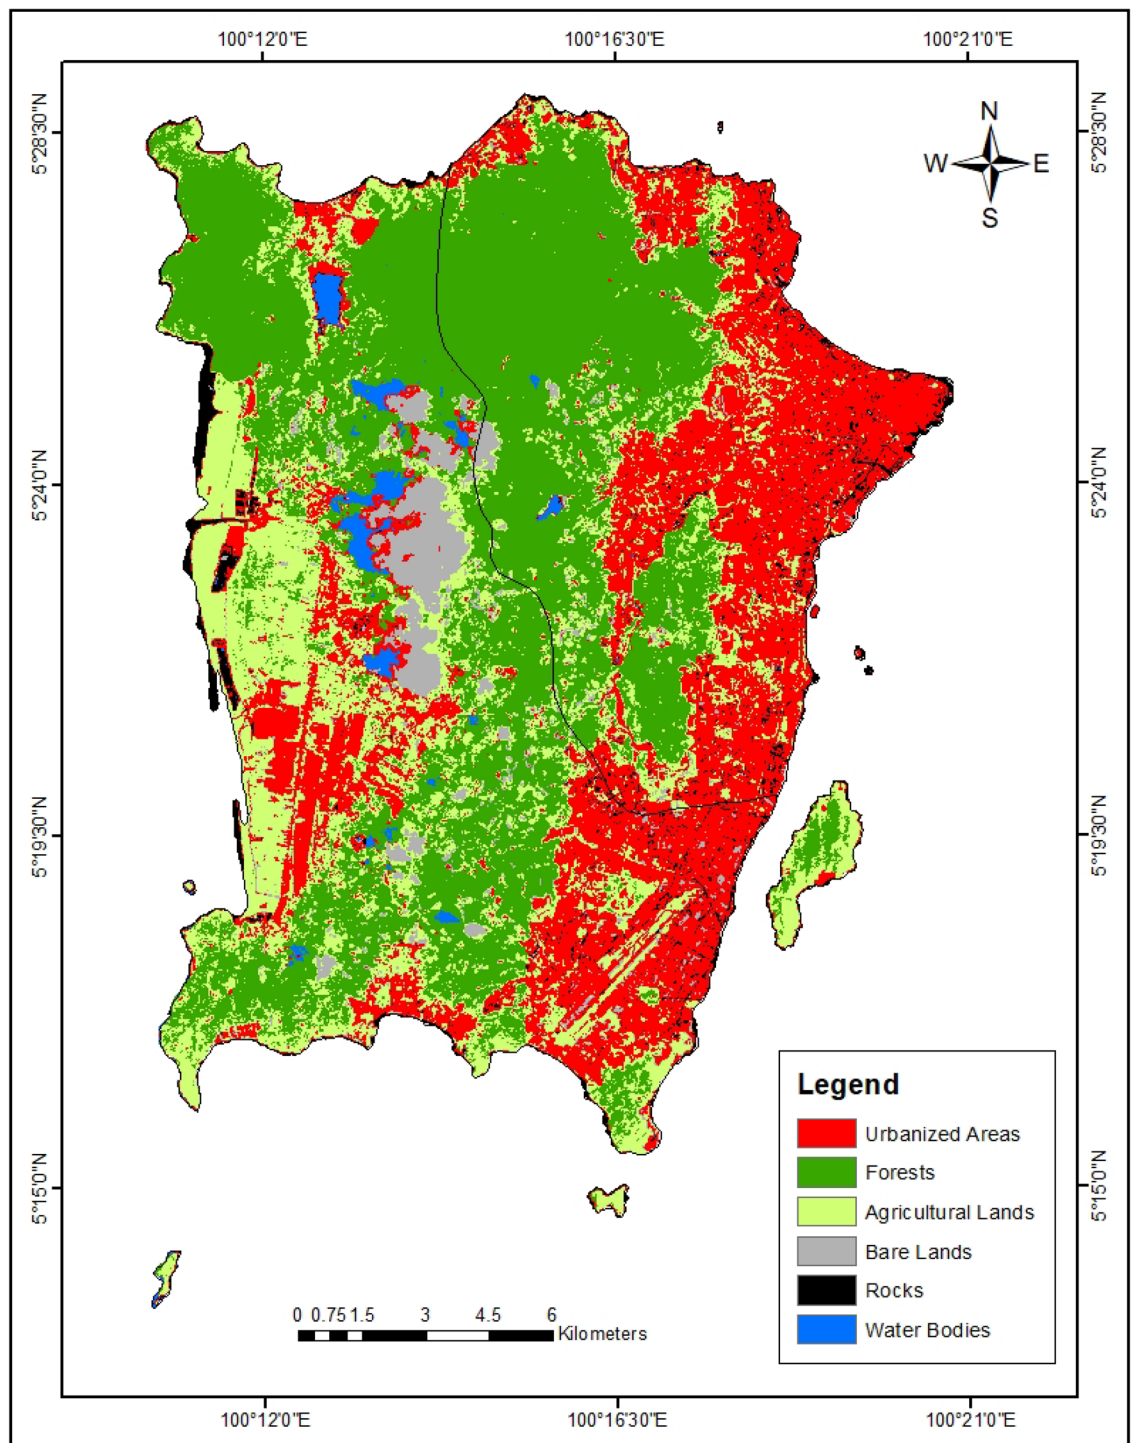 100°12'0"E 100°16'30"E 100°21'0"E
5°28'30"N 5°28'30"N
N
W E
S
5°24'0"N 5°24'0"N
5°19'30"N 5°19'30"N
Legend
Urbanized Areas
Forests
Agricultural Lands
Bare Lands
Rocks
Water Bodies
5°15'0"N 5°15'0"N
0 0.75 1.5 3 4.5 6
Kilometers
100°12'0"E 100°16'30"E 100°21'0"E